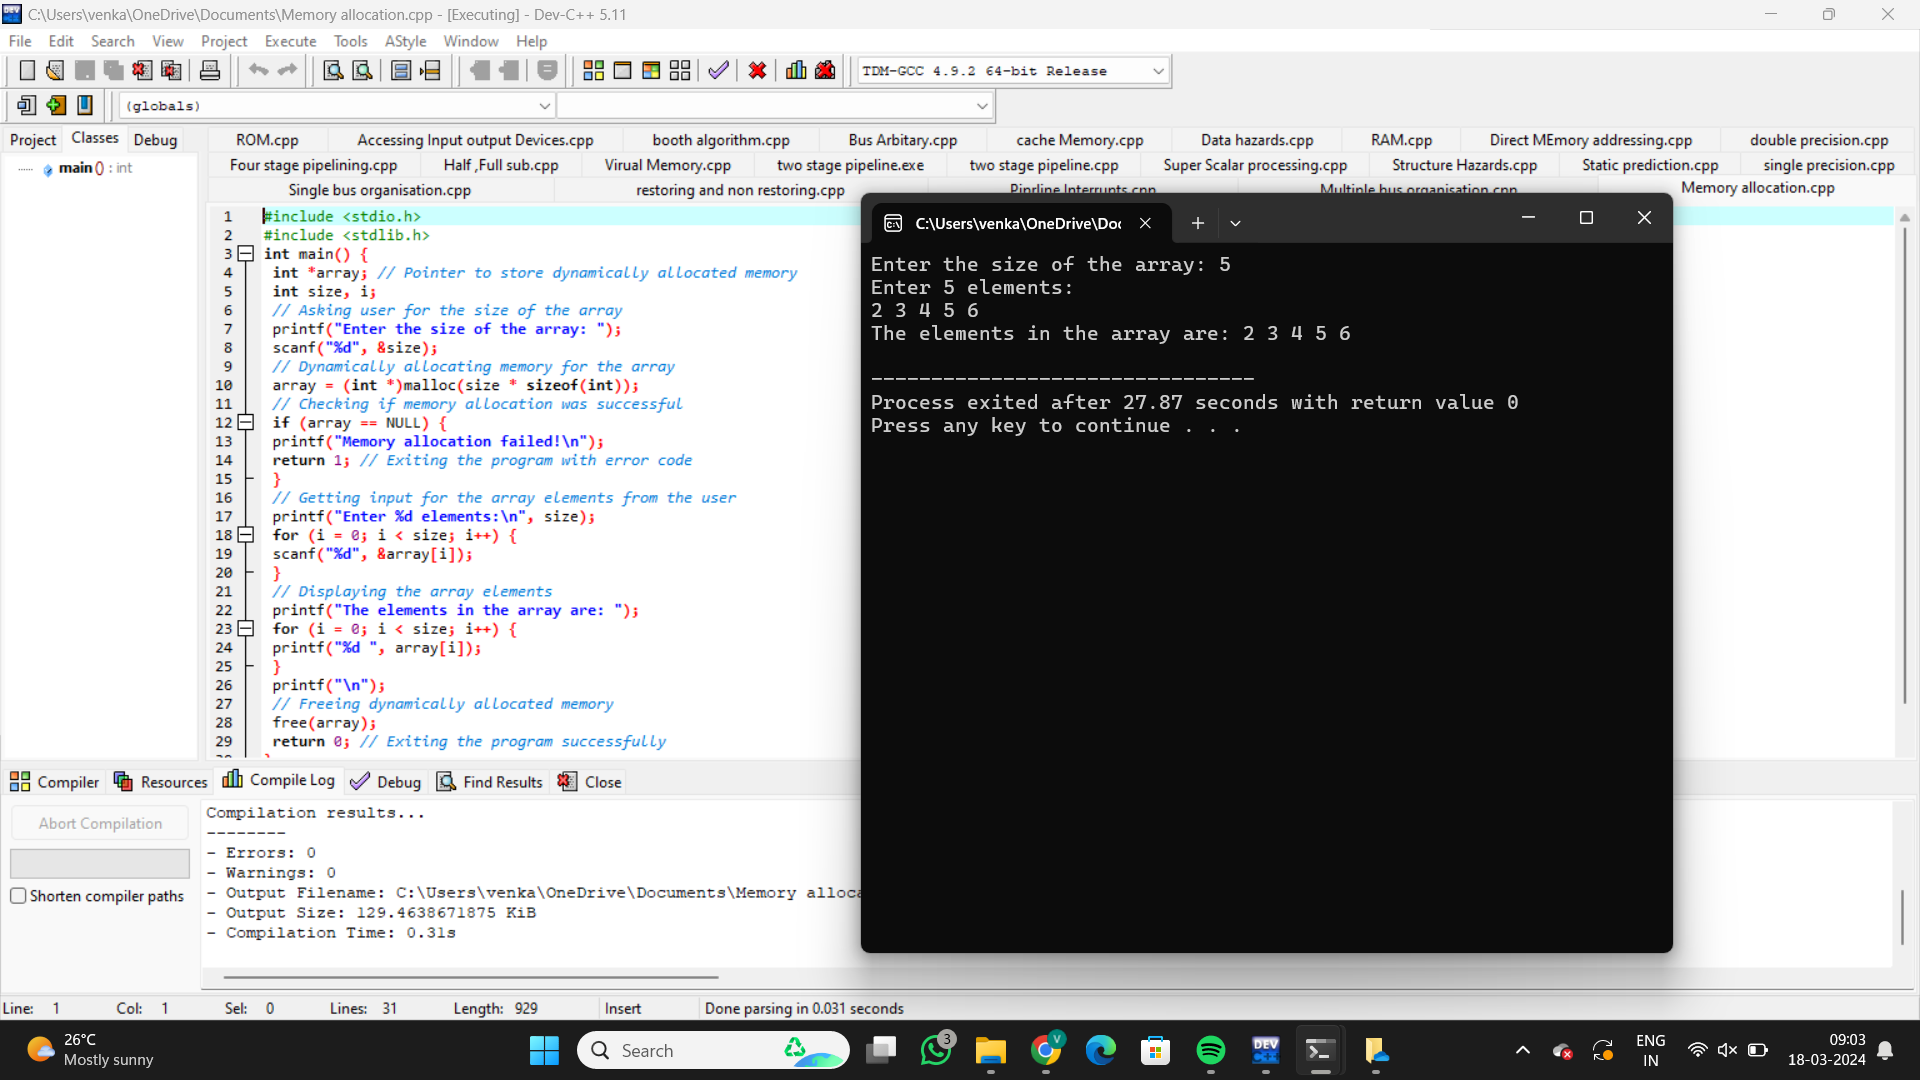 C:\Users\venka\OneDrive\Documents\Memory allocation.cpp - [Executing] - Dev-C++ 5.11
File Edit Search View Project Execute Tools AStyle Window Help
TDM-GCC 4.9.2 64-bit Release
(globals)
Project Classes Debug
main () : int
ROM.cpp Accessing Input output Devices.cpp booth algorithm.cpp Bus Arbitary.cpp cache Memory.cpp Data hazards.cpp RAM.cpp Direct MEmory addressing.cpp double precision.cpp
Four stage pipelining.cpp Half ,Full sub.cpp Virual Memory.cpp two stage pipeline.exe two stage pipeline.cpp Super Scalar processing.cpp Structure Hazards.cpp Static prediction.cpp single precision.cpp
Single bus organisation.cpp restoring and non restoring.cpp Piprline Interrupts.cpp Multiple bus organisation.cpp Memory allocation.cpp
1 #include <stdio.h>
2 #include <stdlib.h>
3 int main() {
4 int *array; // Pointer to store dynamically allocated memory
5 int size, i;
6 // Asking user for the size of the array
7 printf("Enter the size of the array: ");
8 scanf("%d", &size);
9 // Dynamically allocating memory for the array
10 array = (int *)malloc(size * sizeof(int));
11 // Checking if memory allocation was successful
12 if (array == NULL) {
13 printf("Memory allocation failed!\n");
14 return 1; // Exiting the program with error code
15 }
16 // Getting input for the array elements from the user
17 printf("Enter %d elements:\n", size);
18 for (i = 0; i < size; i++) {
19 scanf("%d", &array[i]);
20 }
21 // Displaying the array elements
22 printf("The elements in the array are: ");
23 for (i = 0; i < size; i++) {
24 printf("%d ", array[i]);
25 }
26 printf("\n");
27 // Freeing dynamically allocated memory
28 free(array);
29 return 0; // Exiting the program successfully
C:\Users\venka\OneDrive\Doc
Enter the size of the array: 5
Enter 5 elements:
2 3 4 5 6
The elements in the array are: 2 3 4 5 6
--------------------------------
Process exited after 27.87 seconds with return value 0
Press any key to continue . . .
Compiler Resources Compile Log Debug Find Results Close
Abort Compilation
Shorten compiler paths
Compilation results...
--------
- Errors: 0
- Warnings: 0
- Output Filename: C:\Users\venka\OneDrive\Documents\Memory alloca
- Output Size: 129.4638671875 KiB
- Compilation Time: 0.31s
Line: 1 Col: 1 Sel: 0 Lines: 31 Length: 929 Insert Done parsing in 0.031 seconds
26°C
Mostly sunny
Search
3
V
DEV
C++
ENG
IN
09:03
18-03-2024